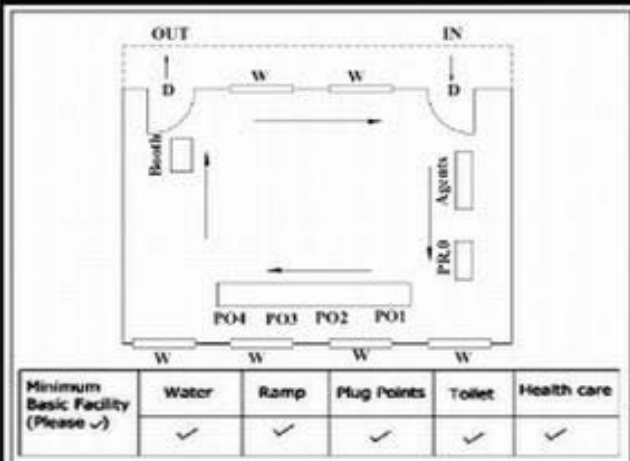 OUT IN
W W
D D
Booth
Agents
PR.0
PO4 PO3 PO2 PO1
W W W W
Minimum Basic Facility (Please ✓) Water Ramp Plug Points Toilet Health care
✓ ✓ ✓ ✓ ✓